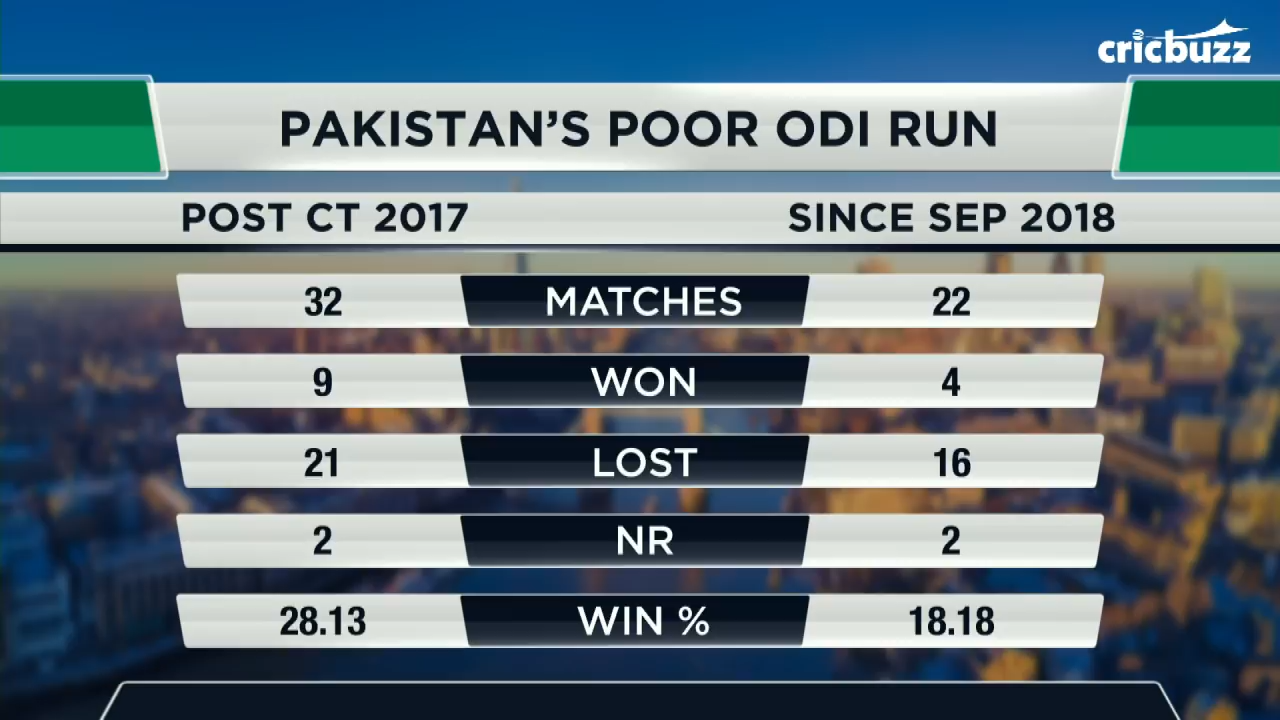 cricbuzz
PAKISTAN'S POOR ODI RUN
POST CT 2017 SINCE SEP 2018
32 MATCHES 22
9 WON 4
21 LOST 16
2 NR 2
28.13 WIN % 18.18